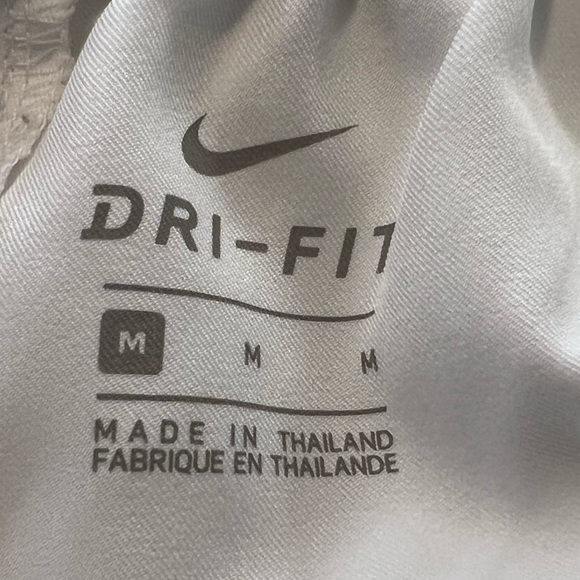 DRI-FIT
M M M
MADE IN THAILAND
FABRIQUE EN THAILANDE